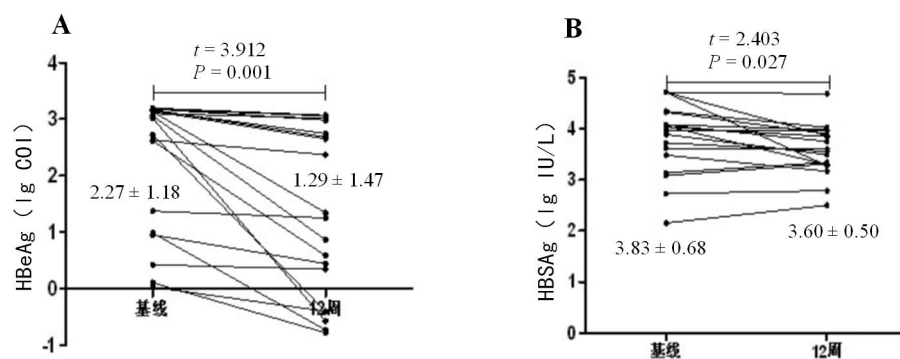 A
t = 3.912
P = 0.001
HBeAg (lg COI)
4
3
2
1
0
-1
2.27 ± 1.18
1.29 ± 1.47
基线
12周
B
t = 2.403
P = 0.027
HBSAg (lg IU/L)
5
4
3
2
1
0
3.83 ± 0.68
3.60 ± 0.50
基线
12周